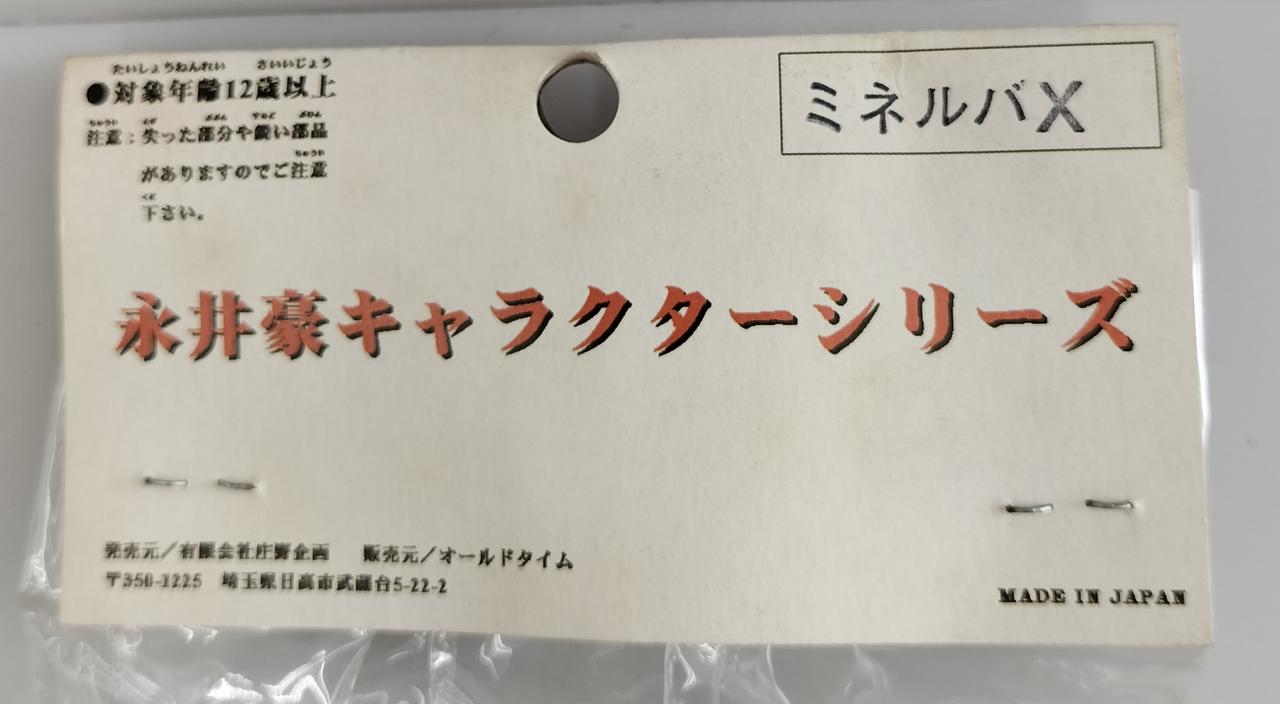 たいしょうねんれい さいいじょう
●対象年齢12歳以上
ミネルバX
ちゅうい とが ぶぶん するど ぶひん
注意：尖った部分や鋭い部品
ちゅうい
がありますのでご注意
くだ
下さい。
永井豪キャラクターシリーズ
発売元／有限会社庄野企画 販売元／オールドタイム
〒350-1225 埼玉県日高市武蔵台5-22-2
MADE IN JAPAN